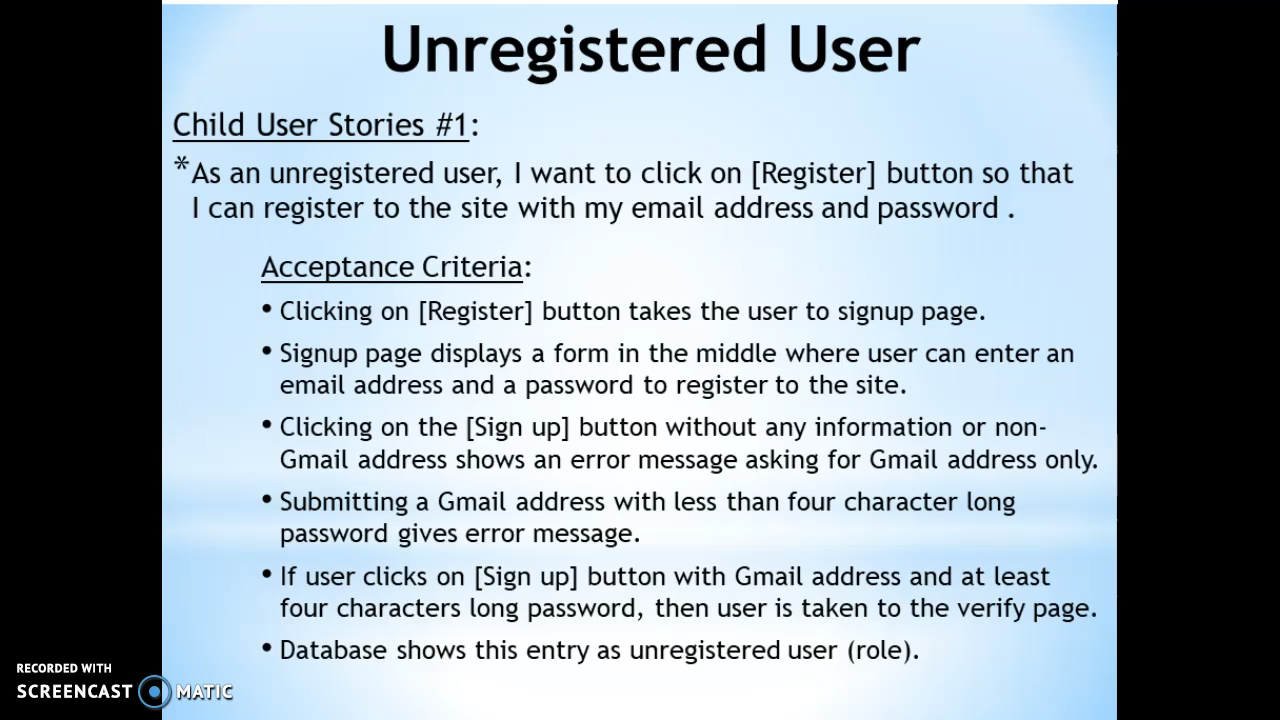 Unregistered User
Child User Stories #1:
*As an unregistered user, I want to click on [Register] button so that
I can register to the site with my email address and password .
Acceptance Criteria:
• Clicking on [Register] button takes the user to signup page.
• Signup page displays a form in the middle where user can enter an
email address and a password to register to the site.
• Clicking on the [Sign up] button without any information or non-
Gmail address shows an error message asking for Gmail address only.
• Submitting a Gmail address with less than four character long
password gives error message.
• If user clicks on [Sign up] button with Gmail address and at least
four characters long password, then user is taken to the verify page.
• Database shows this entry as unregistered user (role).
RECORDED WITH
SCREENCAST MATIC